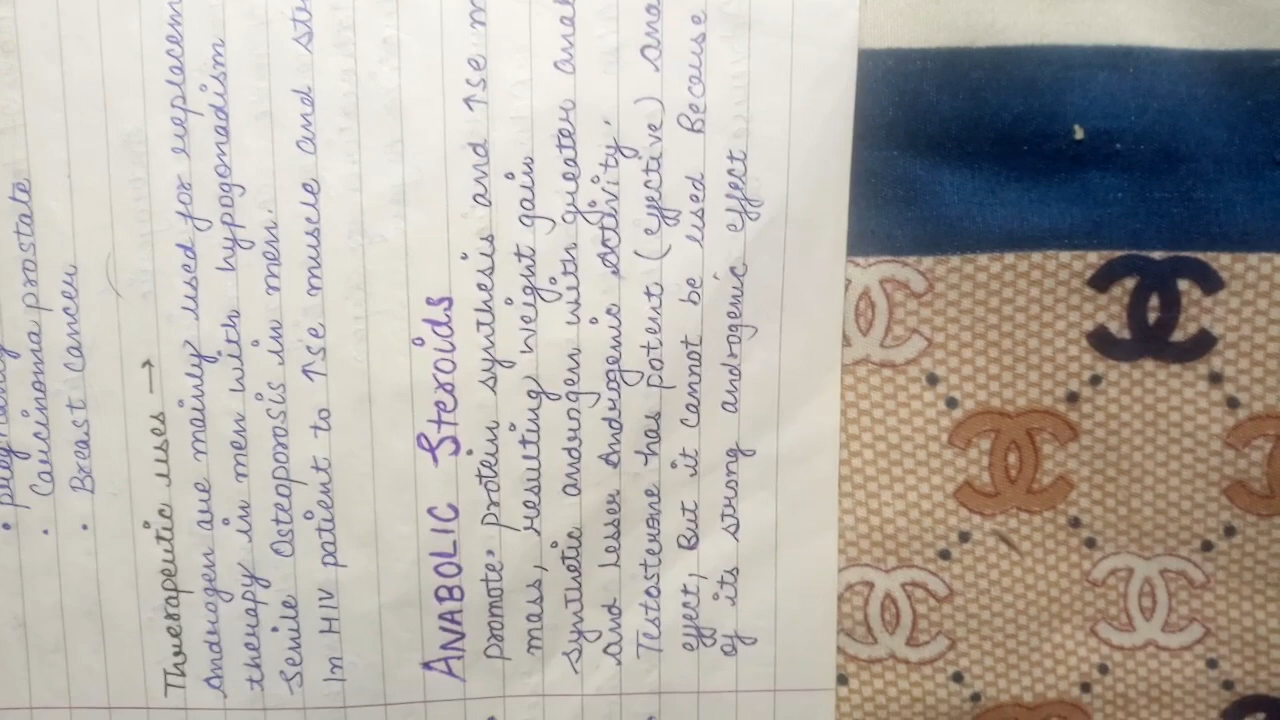 • Carcinoma prostate
• Breast Cancer
Therapeutic uses →
Androgen are mainly used for replacem
therapy in men with hypogonadism
Senile Osteoporosis in men.
In HIV patient to ↑se muscle and str
ANABOLIC Steroids
promote protein synthesis and ↑se m
mass, resulting weight gain
synthetic androgen with greater anab
and lesser Androgenic activity.
Testosterone has potent (effective) ana
effect, But it cannot be used Because
of its strong androgenic effect